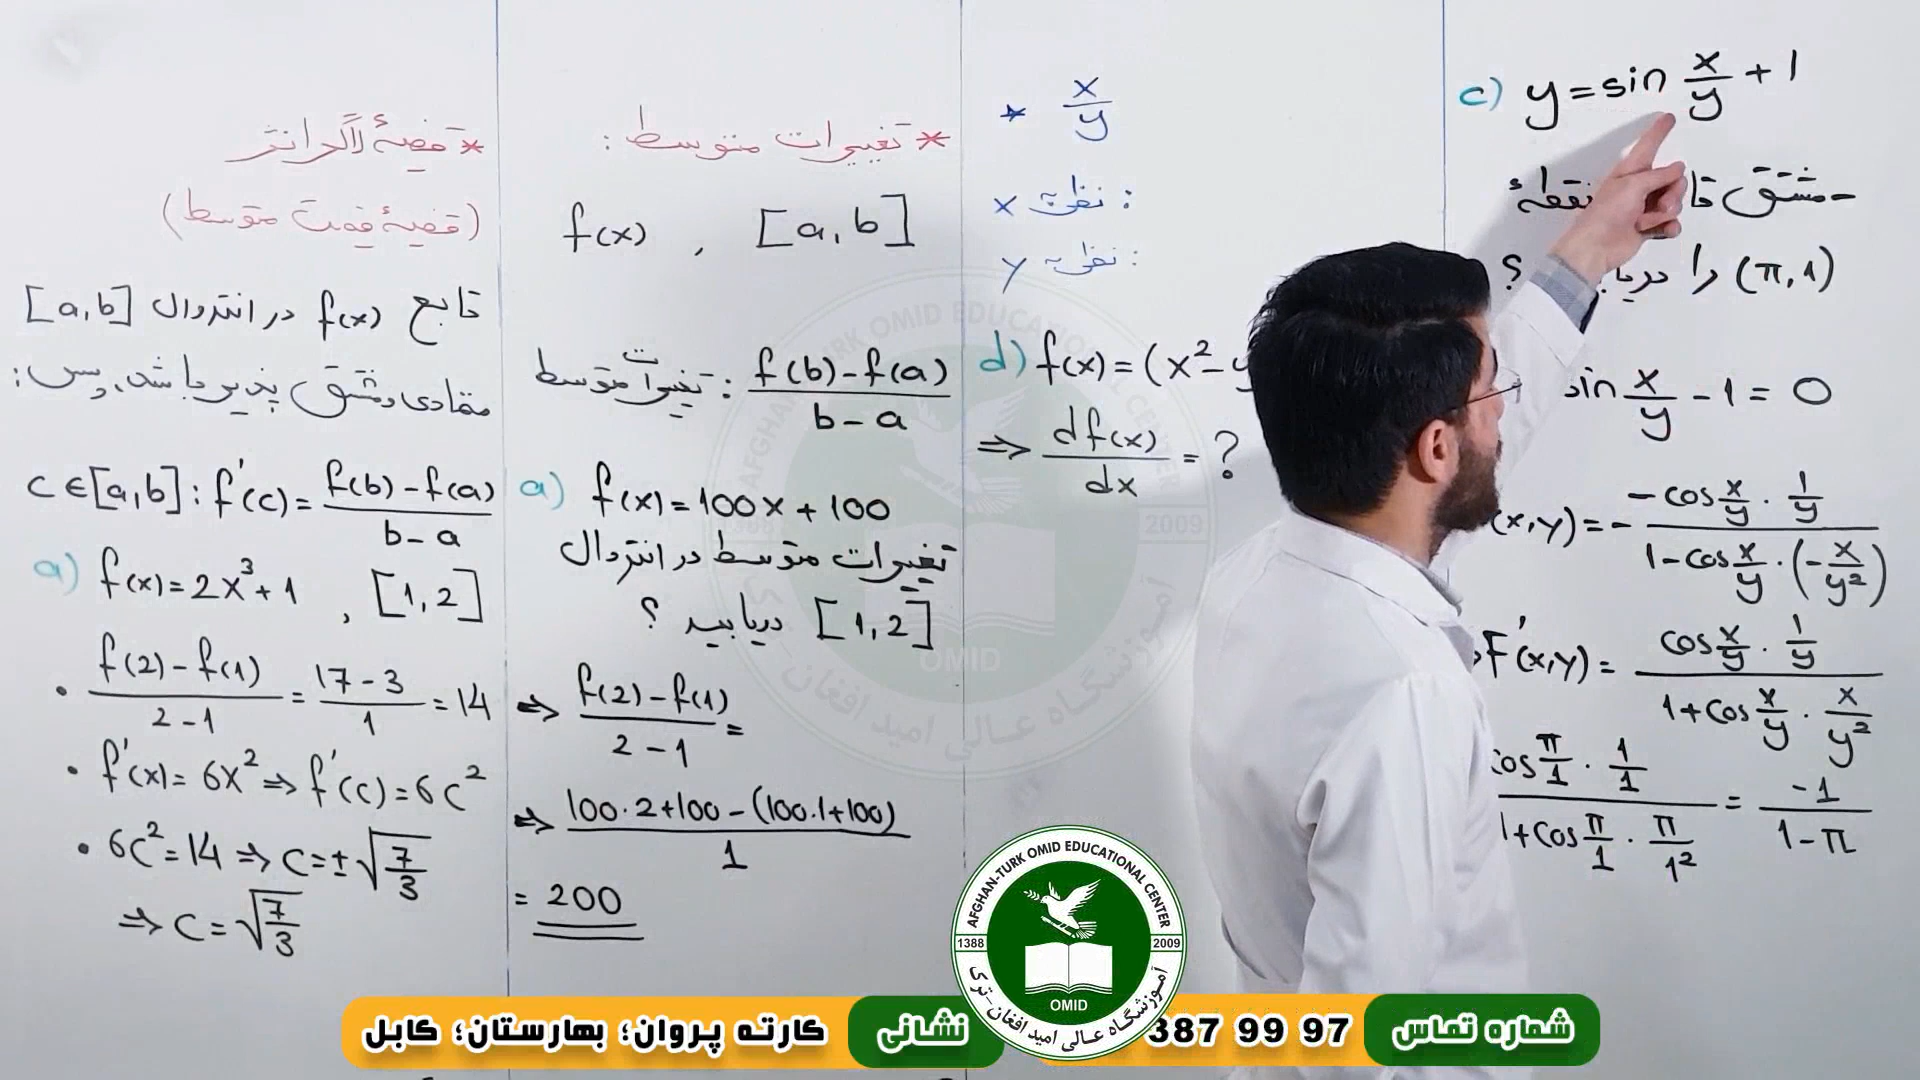 * قضیهٔ لاگرانژ
(قضیهٔ قیمت متوسط)
تابع f(x) در انتروال [a,b]
متمادی و مشتق پذیر باشد، پس:
c ∈ [a,b] : f'(c) = (f(b) - f(a)) / (b - a)
a) f(x) = 2x³ + 1 , [1,2]
• (f(2) - f(1)) / (2 - 1) = (17 - 3) / 1 = 14
• f'(x) = 6x² ⇒ f'(c) = 6c²
• 6c² = 14 ⇒ c = ±√(7/3)
⇒ c = √(7/3)
* تغییرات متوسط:
f(x) , [a,b]
تغییرات متوسط : (f(b) - f(a)) / (b - a)
a) f(x) = 100x + 100
تغییرات متوسط در انتروال
[1,2] دریابید ؟
⇒ (f(2) - f(1)) / (2 - 1) =
⇒ (100·2+100 - (100·1+100)) / 1
= 200
* x/y
نظر به x :
نظر به y :
d) f(x) = (x² - y
⇒ df(x)/dx = ?
c) y = sin x/y + 1
- مشتق نقطهٔ
(π,1) را ؟
sin x/y - 1 = 0
(x,y) = - (-cos x/y · 1/y) / (1 - cos x/y · (-x/y²))
F'(x,y) = (cos x/y · 1/y) / (1 + cos x/y · x/y²)
(cos π/1 · 1/1) / (1 + cos π/1 · π/1²) = -1 / (1 - π)
AFGHAN-TURK OMID EDUCATIONAL CENTER
1388 2009
OMID
آموزشگاه عالی امید افغان-ترک
نشانی
کارته پروان؛ بهارستان؛ کابل
شماره تماس
387 99 97